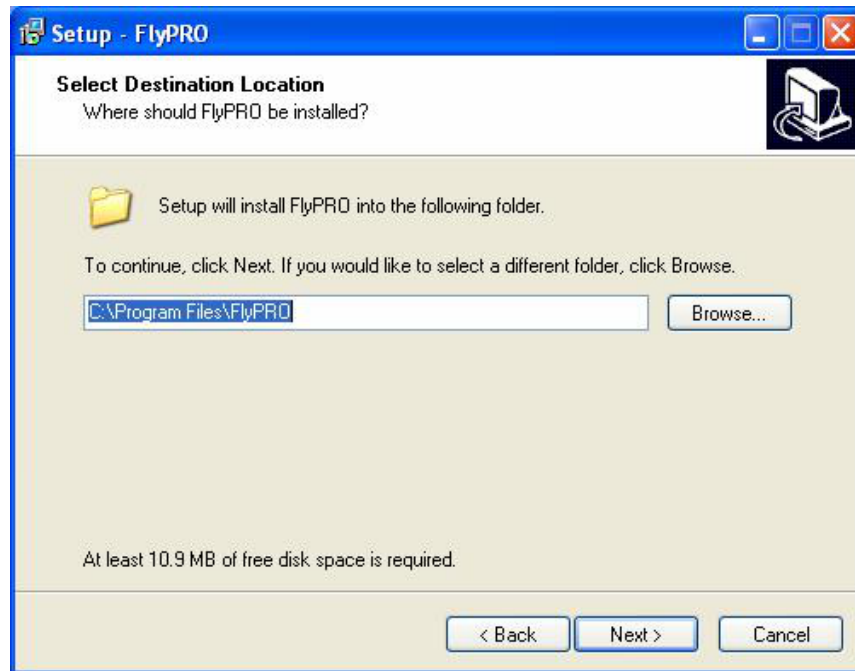 Setup - FlyPRO
Select Destination Location
Where should FlyPRO be installed?
Setup will install FlyPRO into the following folder.
To continue, click Next. If you would like to select a different folder, click Browse.
C:\Program Files\FlyPRO
Browse...
At least 10.9 MB of free disk space is required.
< Back
Next >
Cancel